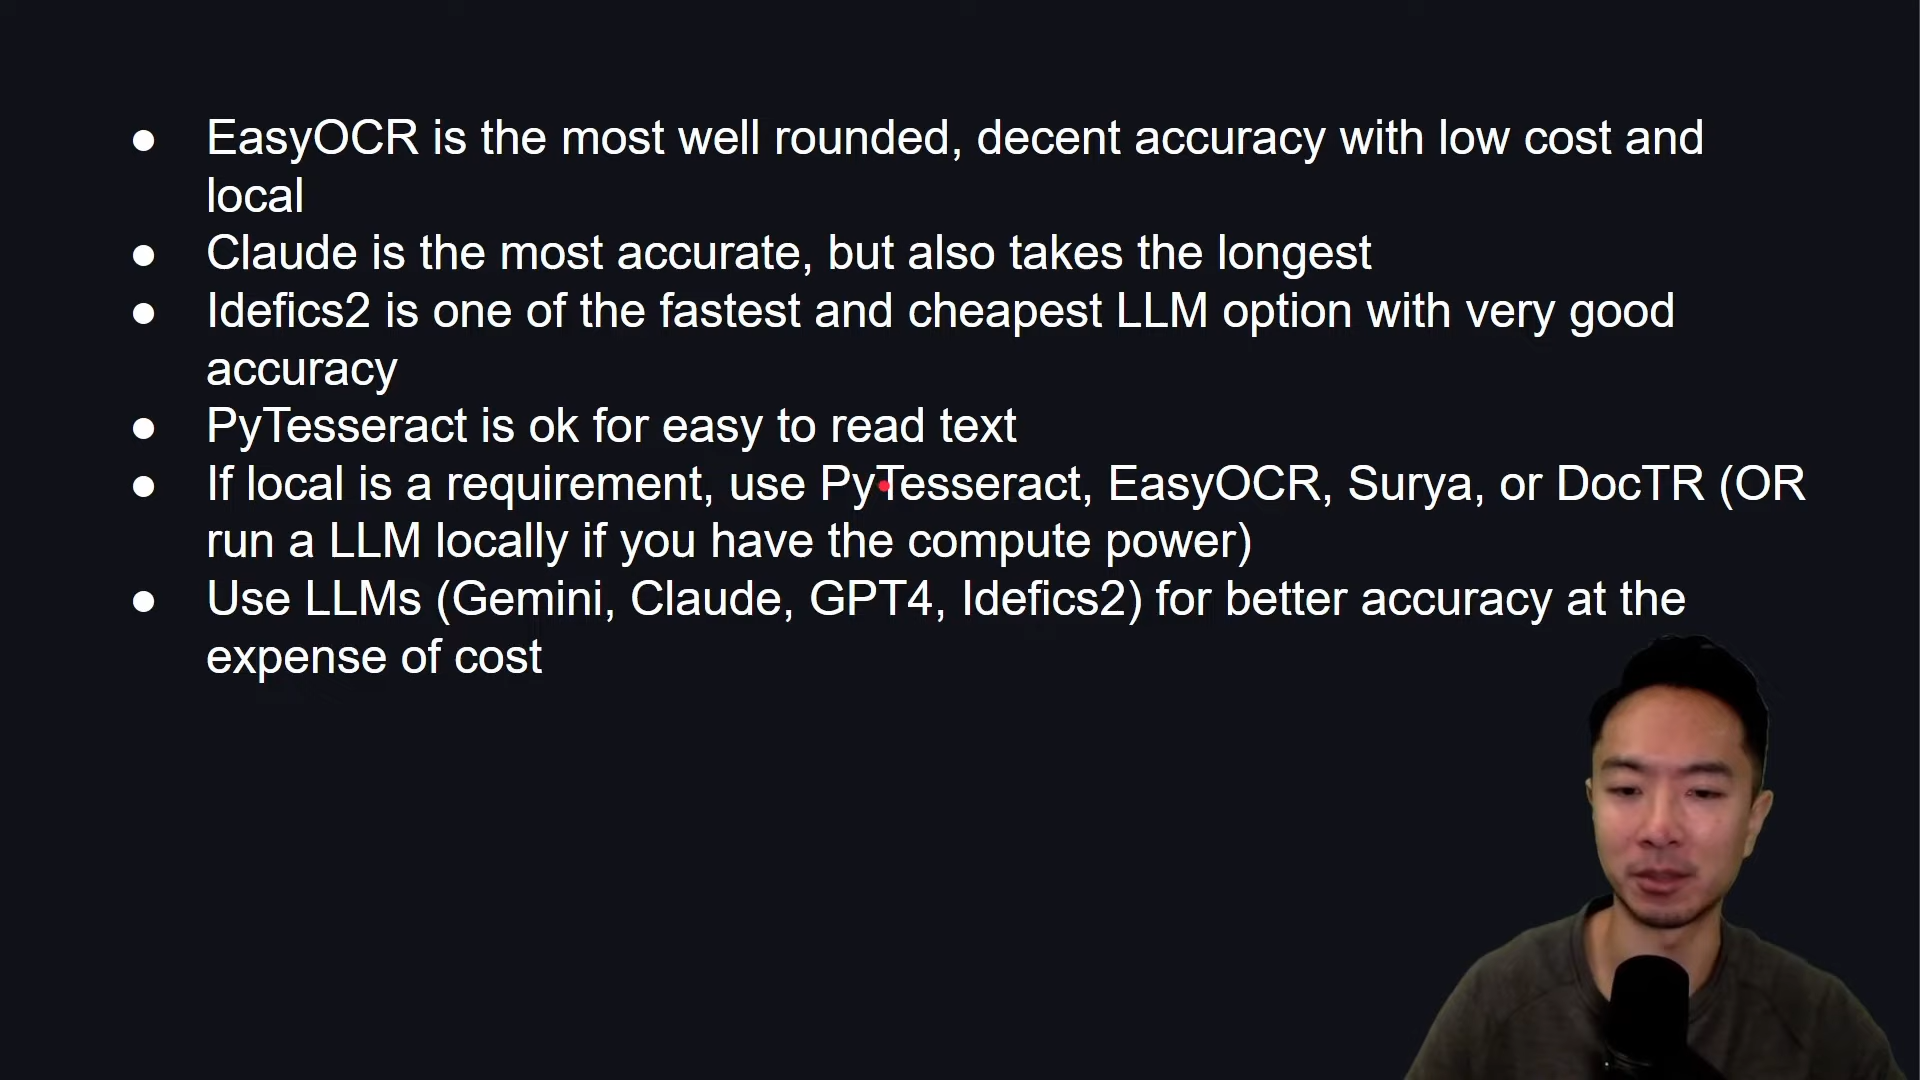 ● EasyOCR is the most well rounded, decent accuracy with low cost and
local
● Claude is the most accurate, but also takes the longest
● Idefics2 is one of the fastest and cheapest LLM option with very good
accuracy
● PyTesseract is ok for easy to read text
● If local is a requirement, use PyTesseract, EasyOCR, Surya, or DocTR (OR
run a LLM locally if you have the compute power)
● Use LLMs (Gemini, Claude, GPT4, Idefics2) for better accuracy at the
expense of cost